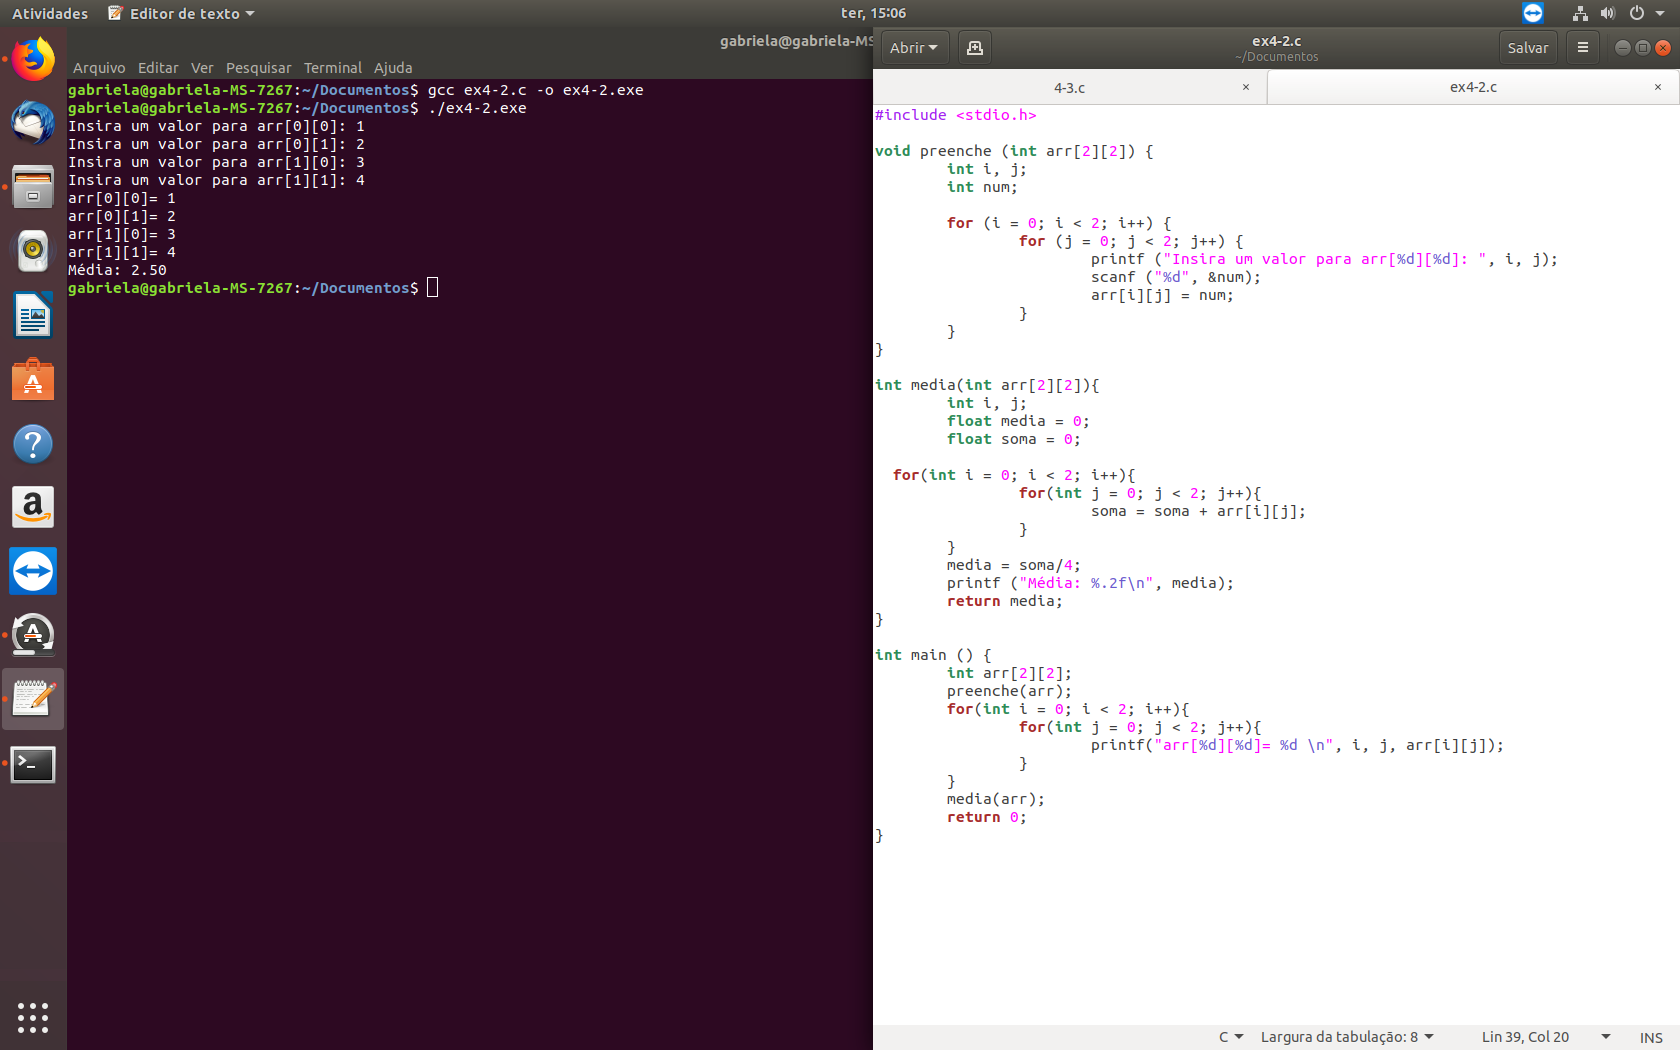 Atividades Editor de texto ter, 15:06
gabriela@gabriela-MS
Arquivo Editar Ver Pesquisar Terminal Ajuda
gabriela@gabriela-MS-7267:~/Documentos$ gcc ex4-2.c -o ex4-2.exe
gabriela@gabriela-MS-7267:~/Documentos$ ./ex4-2.exe
Insira um valor para arr[0][0]: 1
Insira um valor para arr[0][1]: 2
Insira um valor para arr[1][0]: 3
Insira um valor para arr[1][1]: 4
arr[0][0]= 1
arr[0][1]= 2
arr[1][0]= 3
arr[1][1]= 4
Média: 2.50
gabriela@gabriela-MS-7267:~/Documentos$
Abrir ex4-2.c Salvar
~/Documentos
4-3.c × ex4-2.c ×
#include <stdio.h>

void preenche (int arr[2][2]) {
        int i, j;
        int num;

        for (i = 0; i < 2; i++) {
                for (j = 0; j < 2; j++) {
                        printf ("Insira um valor para arr[%d][%d]: ", i, j);
                        scanf ("%d", &num);
                        arr[i][j] = num;
                }
        }
}

int media(int arr[2][2]){
        int i, j;
        float media = 0;
        float soma = 0;

  for(int i = 0; i < 2; i++){
                for(int j = 0; j < 2; j++){
                        soma = soma + arr[i][j];
                }
        }
        media = soma/4;
        printf ("Média: %.2f\n", media);
        return media;
}

int main () {
        int arr[2][2];
        preenche(arr);
        for(int i = 0; i < 2; i++){
                for(int j = 0; j < 2; j++){
                        printf("arr[%d][%d]= %d \n", i, j, arr[i][j]);
                }
        }
        media(arr);
        return 0;
}
C Largura da tabulação: 8 Lin 39, Col 20 INS